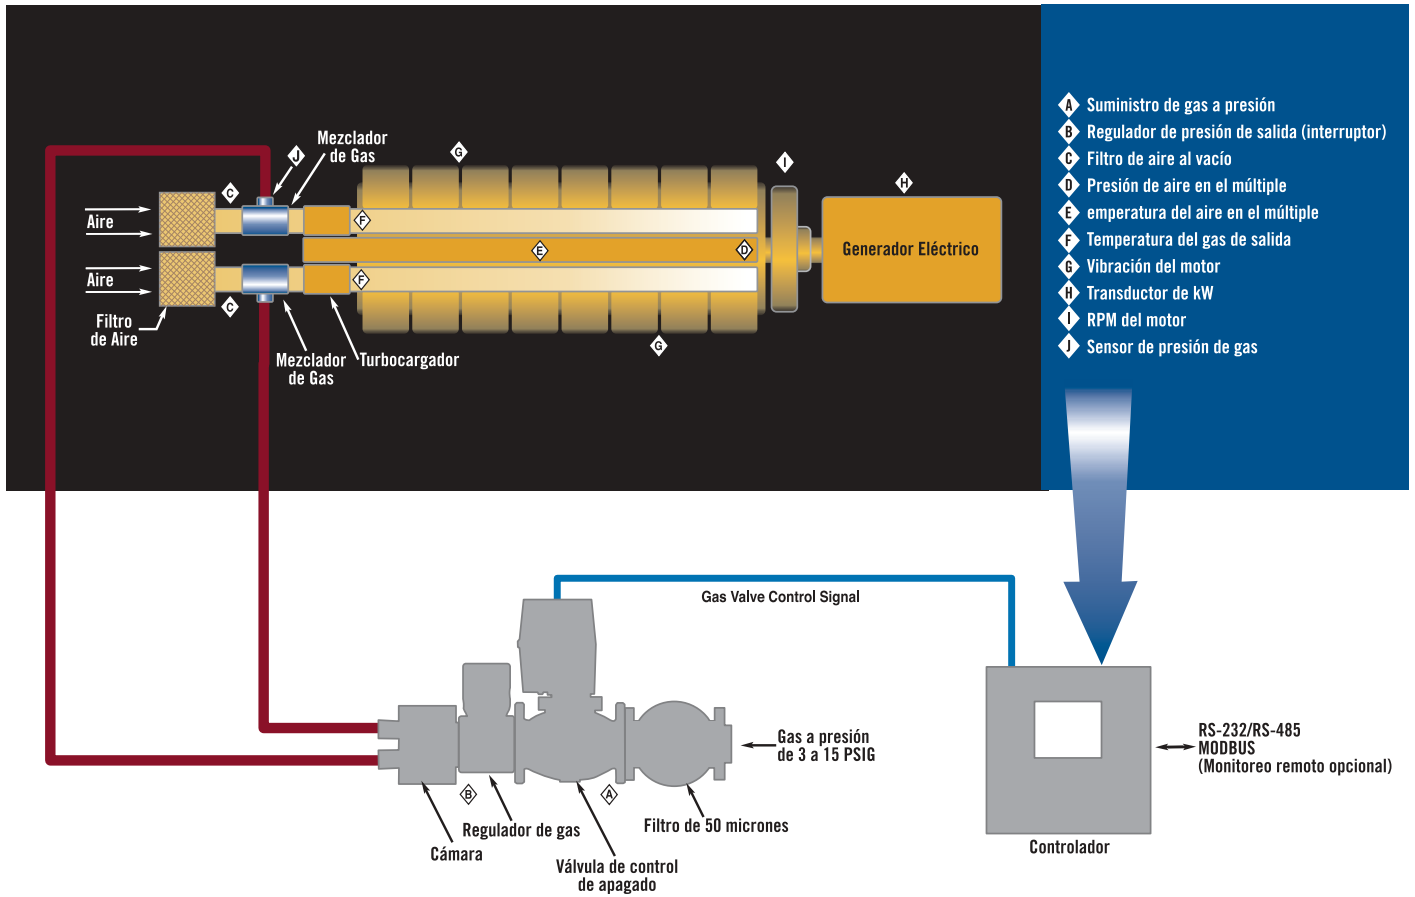 Mezclador
de Gas
J
G
I
H
C
Aire
F
Generador Eléctrico
E
D
Aire
F
C
Filtro
de Aire
G
Mezclador
de Gas
Turbocargador
A Suministro de gas a presión
B Regulador de presión de salida (interruptor)
C Filtro de aire al vacío
D Presión de aire en el múltiple
E emperatura del aire en el múltiple
F Temperatura del gas de salida
G Vibración del motor
H Transductor de kW
I RPM del motor
J Sensor de presión de gas
Gas Valve Control Signal
Gas a presión
de 3 a 15 PSIG
B
A
Regulador de gas
Filtro de 50 micrones
Cámara
Válvula de control
de apagado
RS-232/RS-485
MODBUS
(Monitoreo remoto opcional)
Controlador